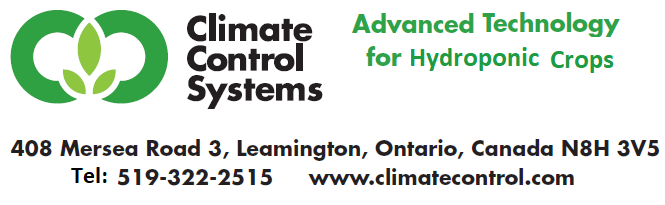 Climate
Control
Systems
Advanced Technology
for Hydroponic Crops
408 Mersea Road 3, Leamington, Ontario, Canada N8H 3V5
Tel: 519-322-2515 www.climatecontrol.com